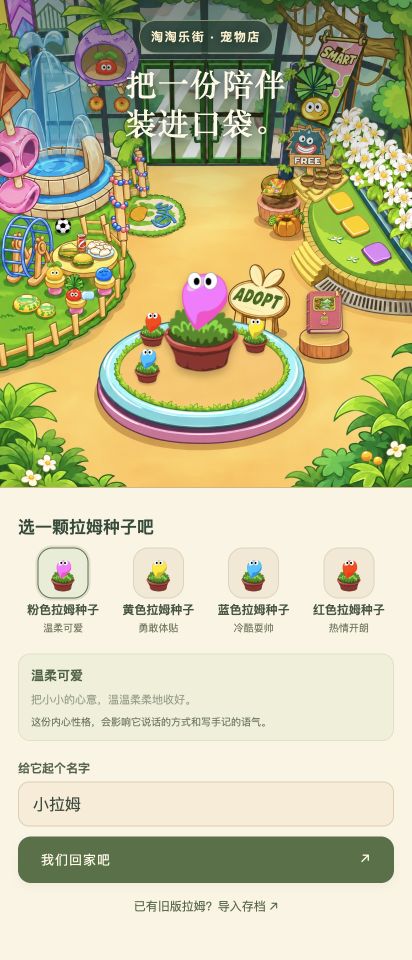 淘淘乐街 · 宠物店
把一份陪伴
装进口袋。
SMART
FREE
ADOPT
选一颗拉姆种子吧
粉色拉姆种子
温柔可爱
黄色拉姆种子
勇敢体贴
蓝色拉姆种子
冷酷耍帅
红色拉姆种子
热情开朗
温柔可爱
把小小的心意，温温柔柔地收好。
这份内心性格，会影响它说话的方式和写手记的语气。
给它起个名字
小拉姆
我们回家吧 ↗
已有旧版拉姆？导入存档 ↗